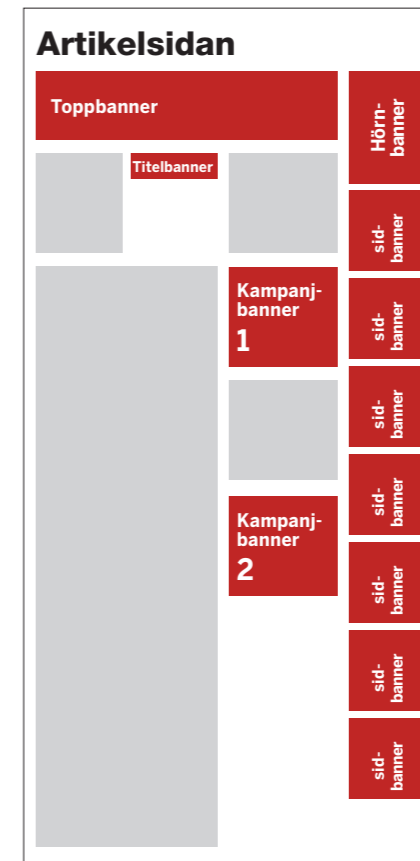 Artikelsidan
Toppbanner
Titelbanner
Kampanj-
banner
1
Kampanj-
banner
2
Hörn-
banner
sid-
banner
sid-
banner
sid-
banner
sid-
banner
sid-
banner
sid-
banner
sid-
banner